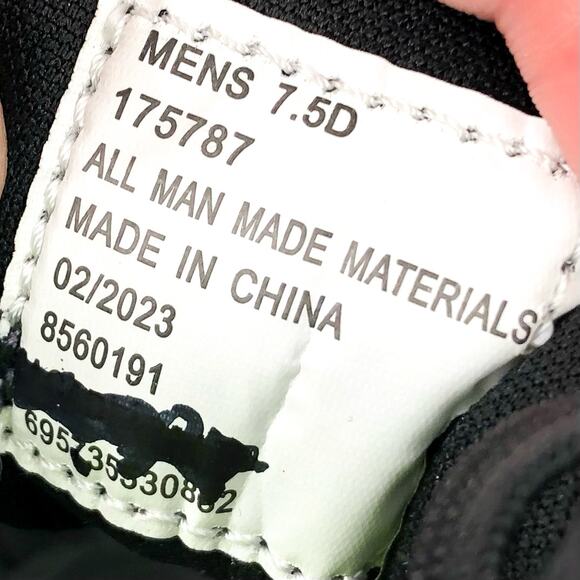 MENS 7.5D
175787
ALL MAN MADE MATERIALS
MADE IN CHINA
02/2023
8560191